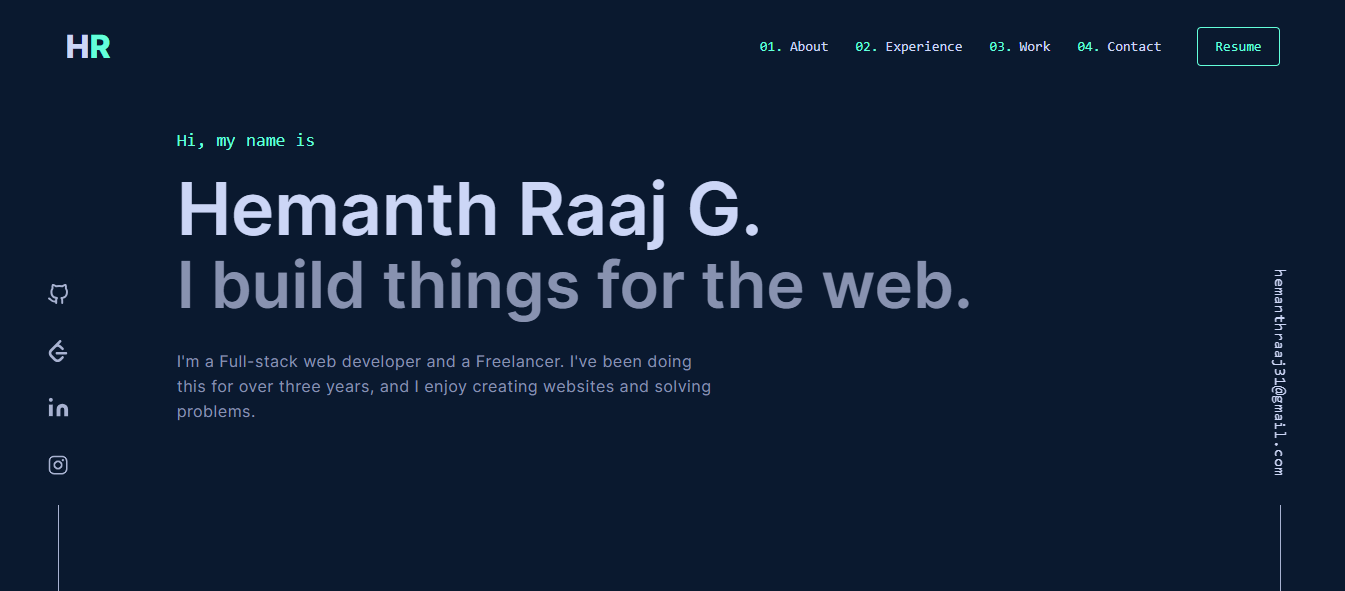 HR
01. About 02. Experience 03. Work 04. Contact Resume
Hi, my name is
Hemanth Raaj G.
I build things for the web.
I'm a Full-stack web developer and a Freelancer. I've been doing
this for over three years, and I enjoy creating websites and solving
problems.
hemanthraaj31@gmail.com